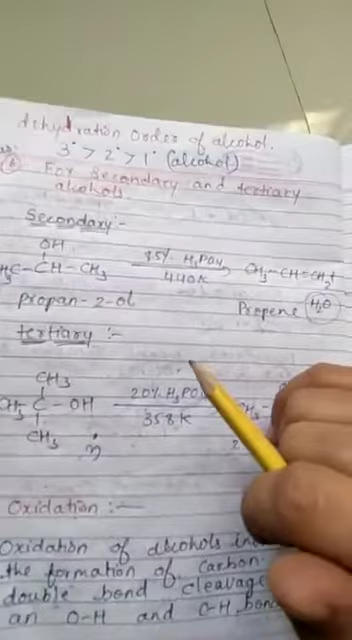 dehydration order of alcohol.
3° > 2° > 1° (alcohol)
For Secondary and tertiary
alcohols.
Secondary :-
OH
H₃C-CH-CH₃ 85% H₃PO₄ 440K CH₃-CH=CH₂+
propan-2-ol Propene H₂O
tertiary :-
CH₃
CH₃ C - OH 20% H₃PO₄ 358K CH₃-
CH₃
Oxidation :-
Oxidation of alcohols
the formation of carbon
double bond cleavage
an O-H and C-H bond